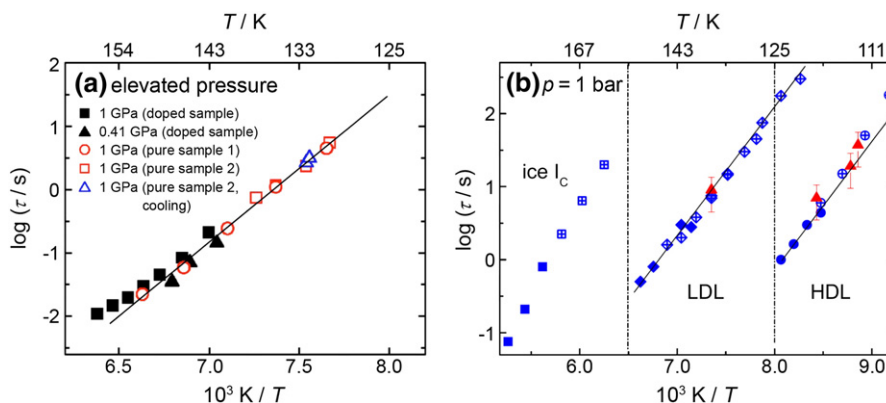 T / K
154 143 133 125
(a) elevated pressure
1 GPa (doped sample)
0.41 GPa (doped sample)
1 GPa (pure sample 1)
1 GPa (pure sample 2)
1 GPa (pure sample 2,
cooling)
log (τ / s)
2
1
0
-1
-2
6.5 7.0 7.5 8.0
10³ K / T
T / K
167 143 125 111
(b) p = 1 bar
ice I_C
LDL
HDL
log (τ / s)
2
1
0
-1
6.0 7.0 8.0 9.0
10³ K / T